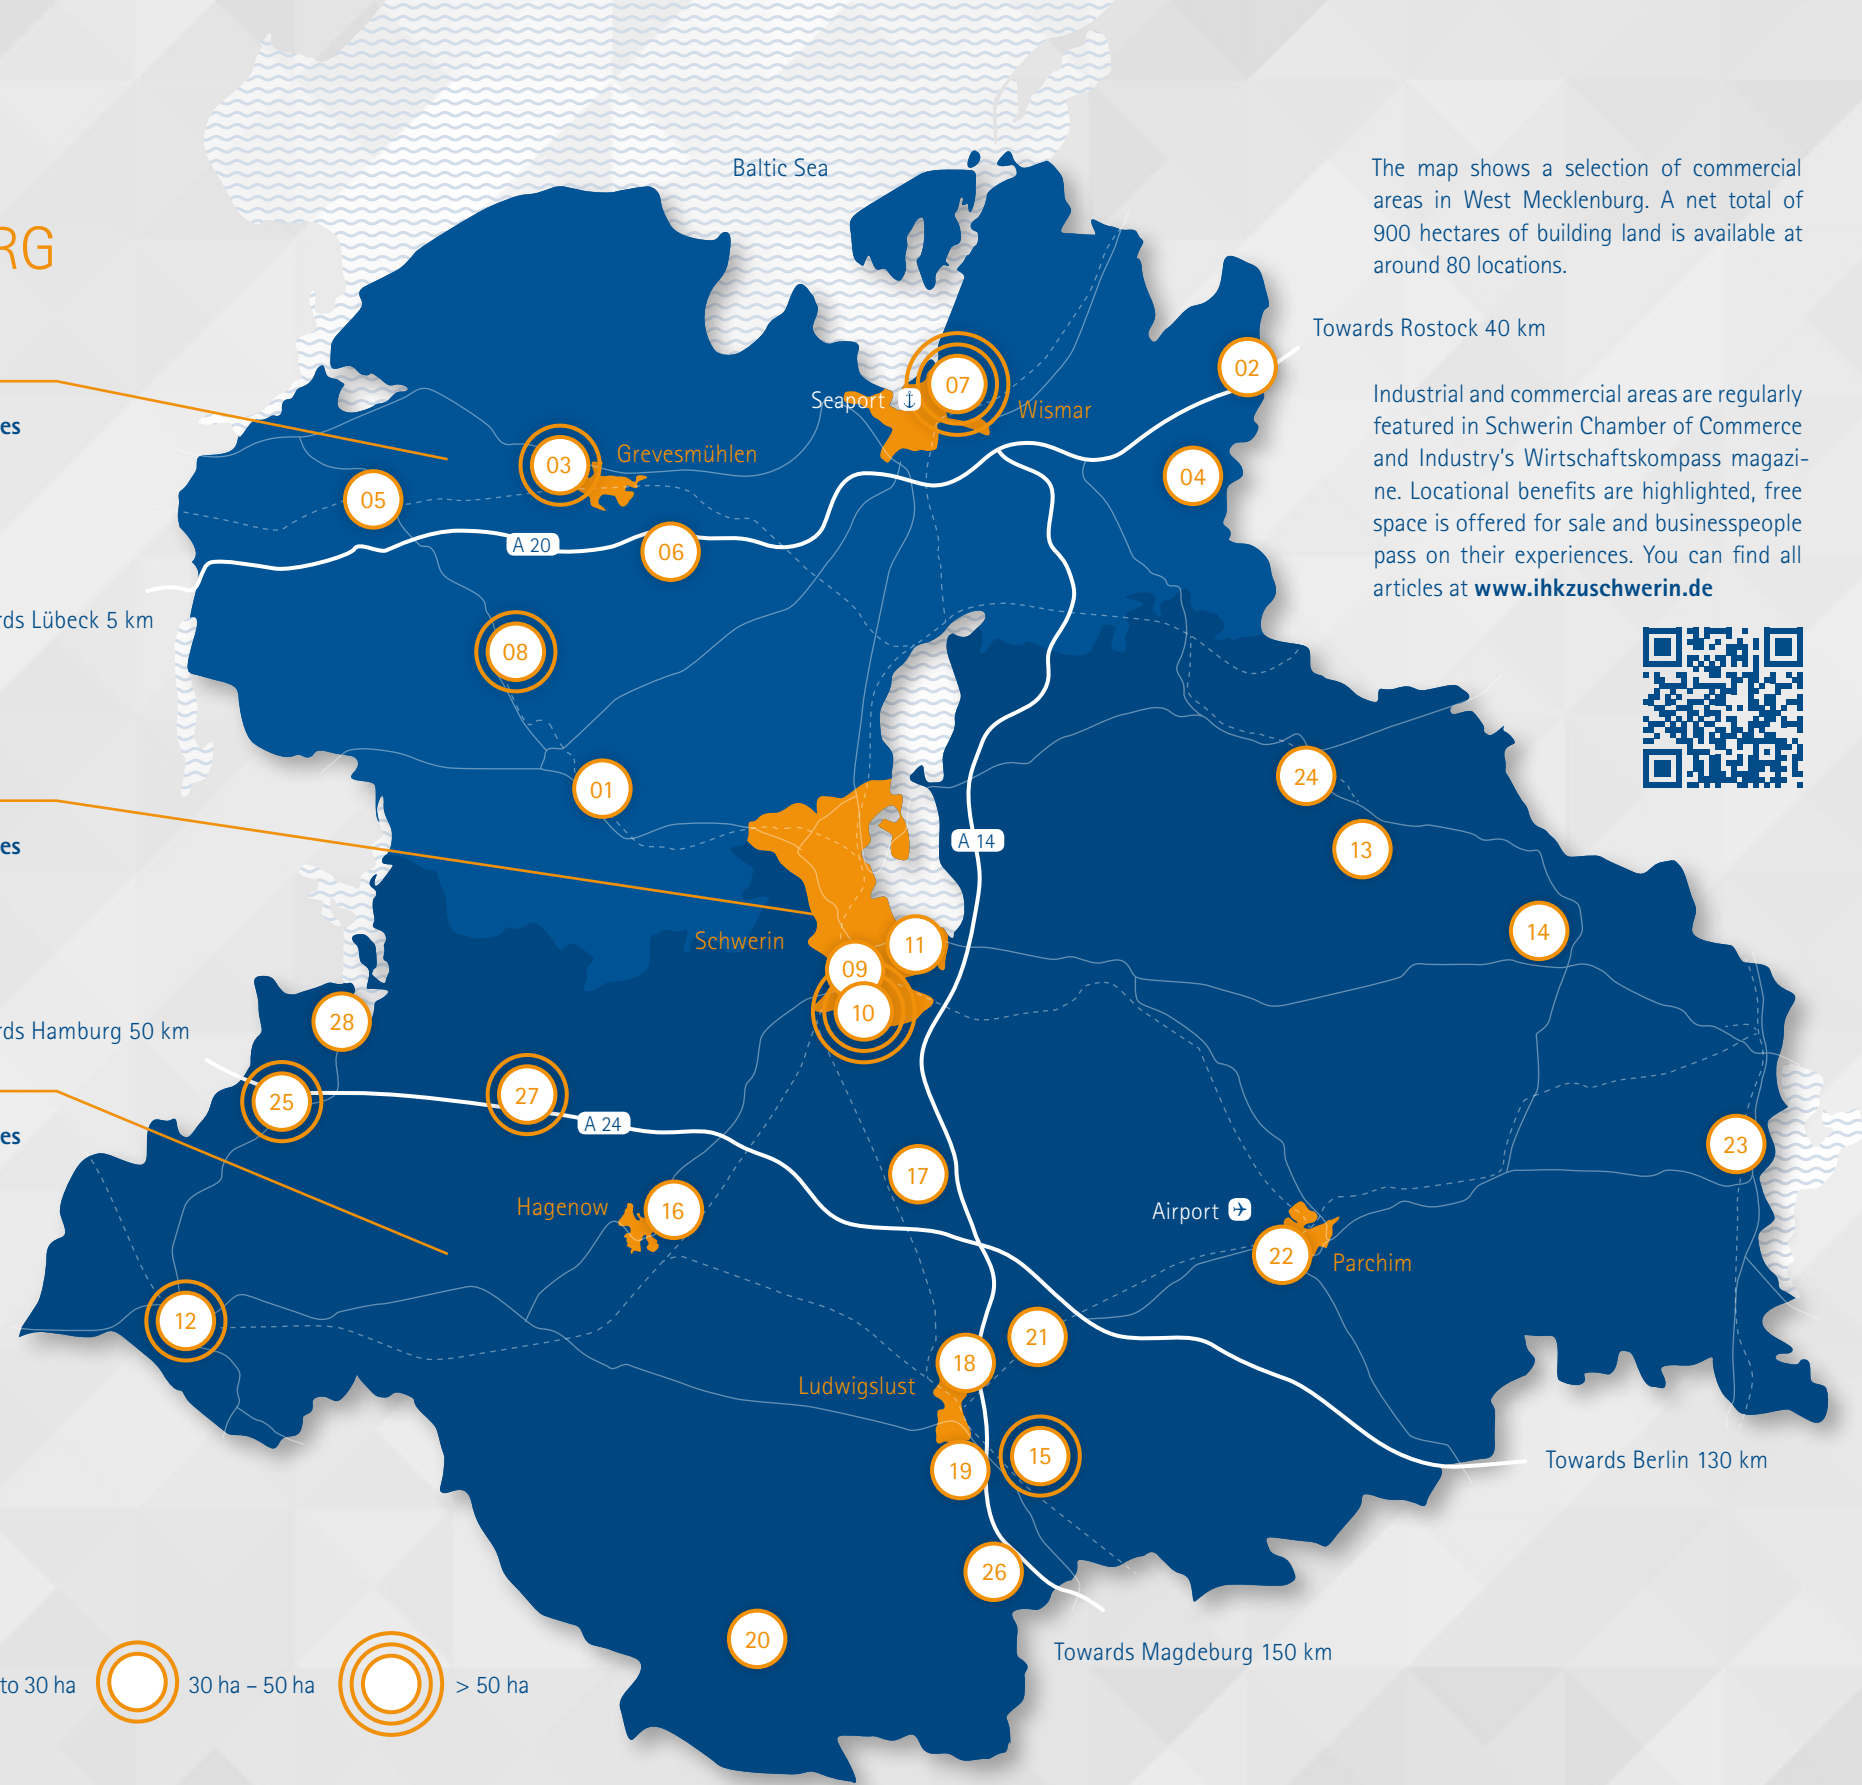 Baltic Sea
The map shows a selection of commercial
areas in West Mecklenburg. A net total of
900 hectares of building land is available at
around 80 locations.
RG
Towards Rostock 40 km
02
07
Seaport
Wismar
Industrial and commercial areas are regularly
featured in Schwerin Chamber of Commerce
and Industry's Wirtschaftskompass magazi-
ne. Locational benefits are highlighted, free
space is offered for sale and businesspeople
pass on their experiences. You can find all
articles at www.ihkzuschwerin.de
es
03
Grevesmühlen
04
05
A 20
06
rds Lübeck 5 km
08
01
24
A 14
13
es
14
Schwerin
11
09
10
28
rds Hamburg 50 km
25
27
A 24
es
23
17
Hagenow
16
Airport
22
Parchim
12
21
18
Ludwigslust
15
19
Towards Berlin 130 km
26
20
Towards Magdeburg 150 km
to 30 ha
30 ha – 50 ha
> 50 ha